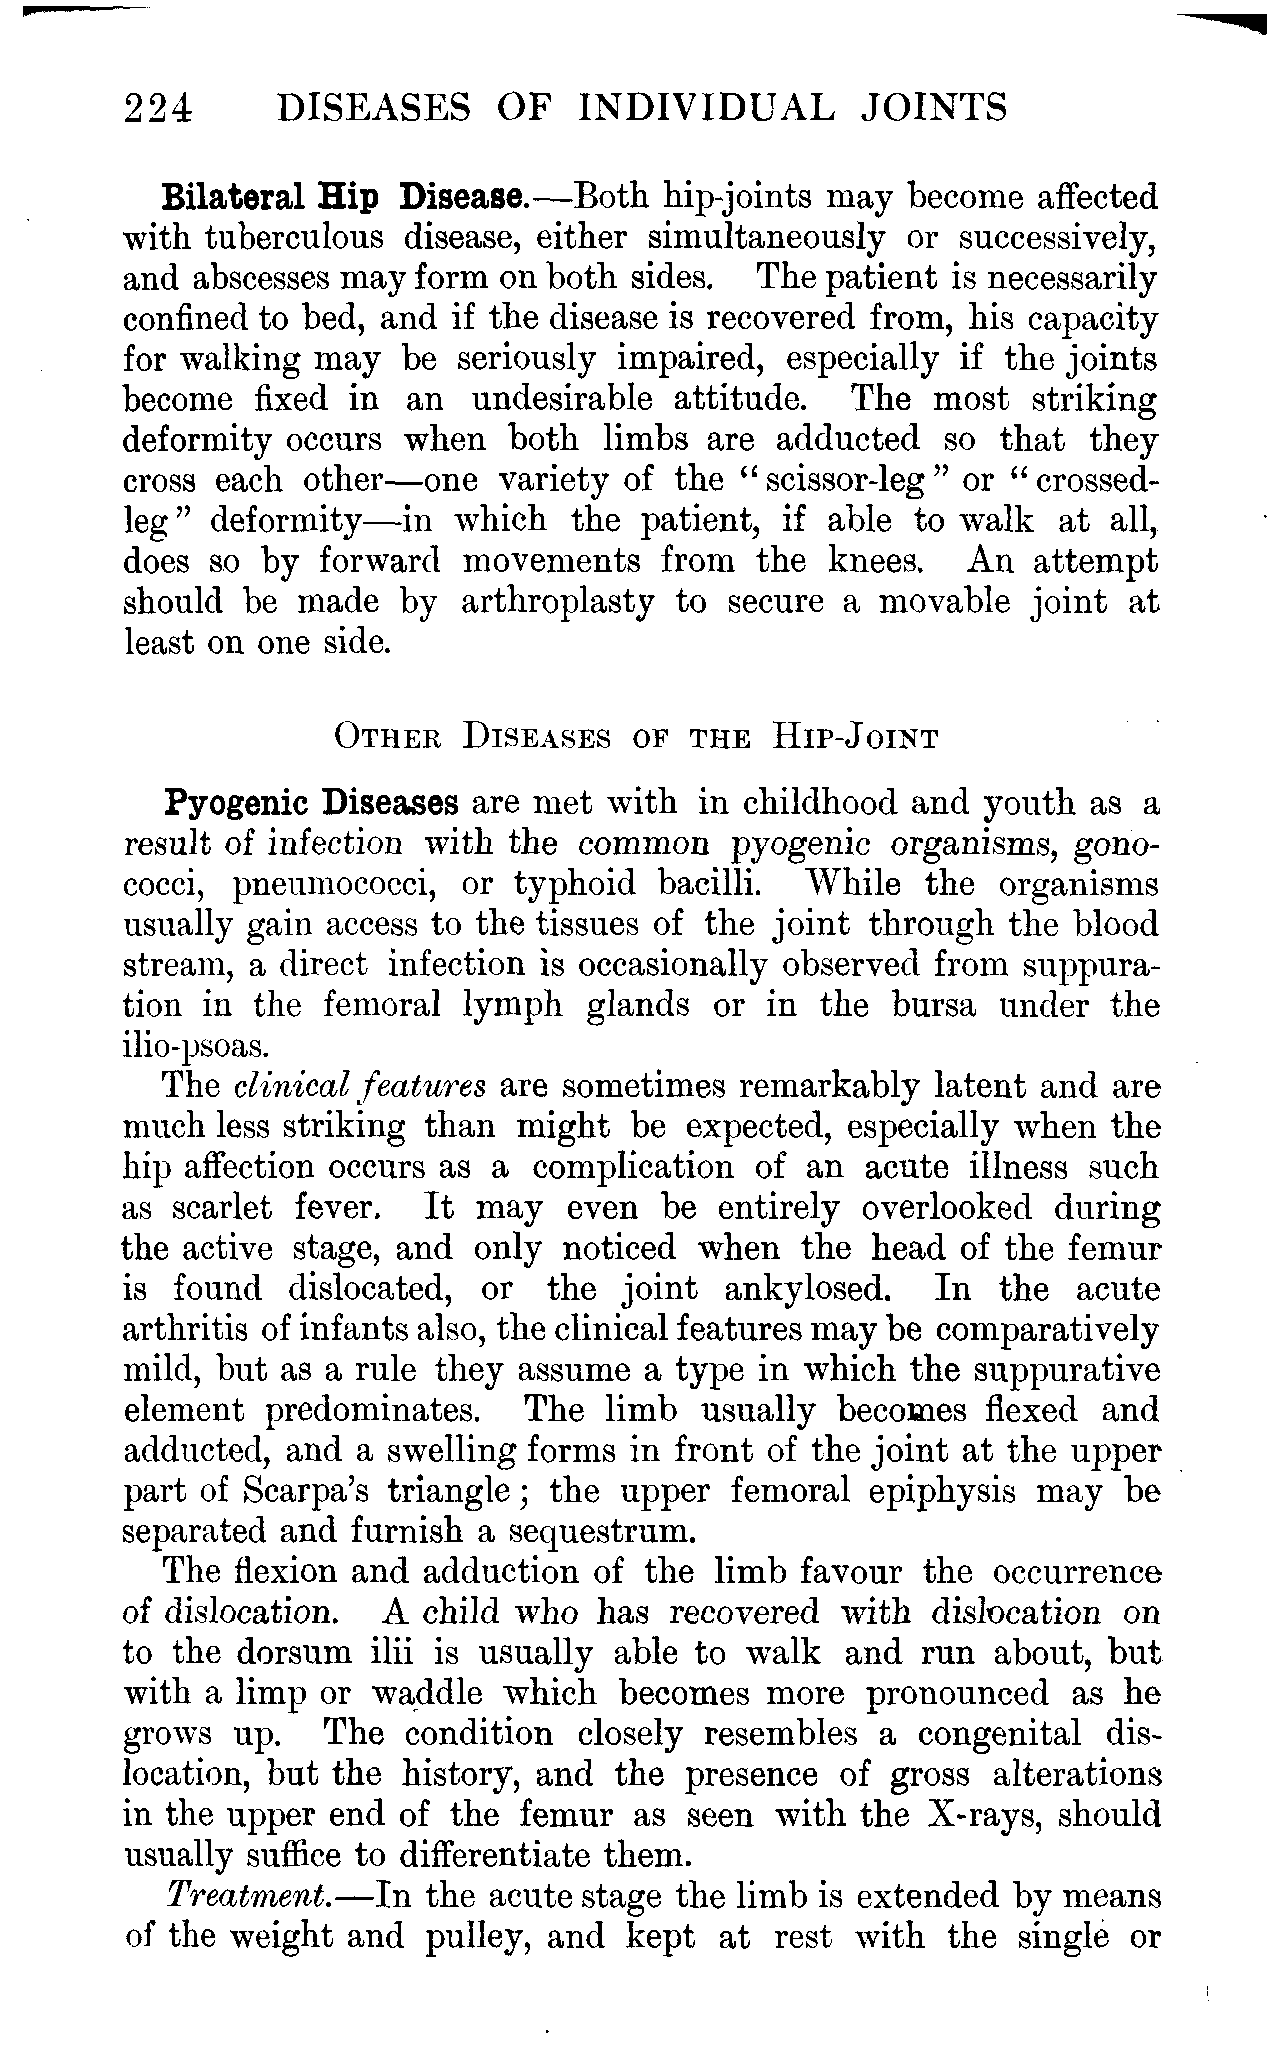 224 DISEASES OF INDIVIDUAL JOINTS
Bilateral Hip Disease.—Both hip-joints may become affected
with tuberculous disease, either simultaneously or successively,
and abscesses may form on both sides. The patient is necessarily
confined to bed, and if the disease is recovered from, his capacity
for walking may be seriously impaired, especially if the joints
become fixed in an undesirable attitude. The most striking
deformity occurs when both limbs are adducted so that they
cross each other—one variety of the “scissor-leg” or “crossed-
leg” deformity—in which the patient, if able to walk at all,
does so by forward movements from the knees. An attempt
should be made by arthroplasty to secure a movable joint at
least on one side.
OTHER DISEASES OF THE HIP-JOINT
Pyogenic Diseases are met with in childhood and youth as a
result of infection with the common pyogenic organisms, gono-
cocci, pneumococci, or typhoid bacilli. While the organisms
usually gain access to the tissues of the joint through the blood
stream, a direct infection is occasionally observed from suppura-
tion in the femoral lymph glands or in the bursa under the
ilio-psoas.
The clinical features are sometimes remarkably latent and are
much less striking than might be expected, especially when the
hip affection occurs as a complication of an acute illness such
as scarlet fever. It may even be entirely overlooked during
the active stage, and only noticed when the head of the femur
is found dislocated, or the joint ankylosed. In the acute
arthritis of infants also, the clinical features may be comparatively
mild, but as a rule they assume a type in which the suppurative
element predominates. The limb usually becomes flexed and
adducted, and a swelling forms in front of the joint at the upper
part of Scarpa’s triangle; the upper femoral epiphysis may be
separated and furnish a sequestrum.
The flexion and adduction of the limb favour the occurrence
of dislocation. A child who has recovered with dislocation on
to the dorsum ilii is usually able to walk and run about, but
with a limp or waddle which becomes more pronounced as he
grows up. The condition closely resembles a congenital dis-
location, but the history, and the presence of gross alterations
in the upper end of the femur as seen with the X-rays, should
usually suffice to differentiate them.
Treatment.—In the acute stage the limb is extended by means
of the weight and pulley, and kept at rest with the single or